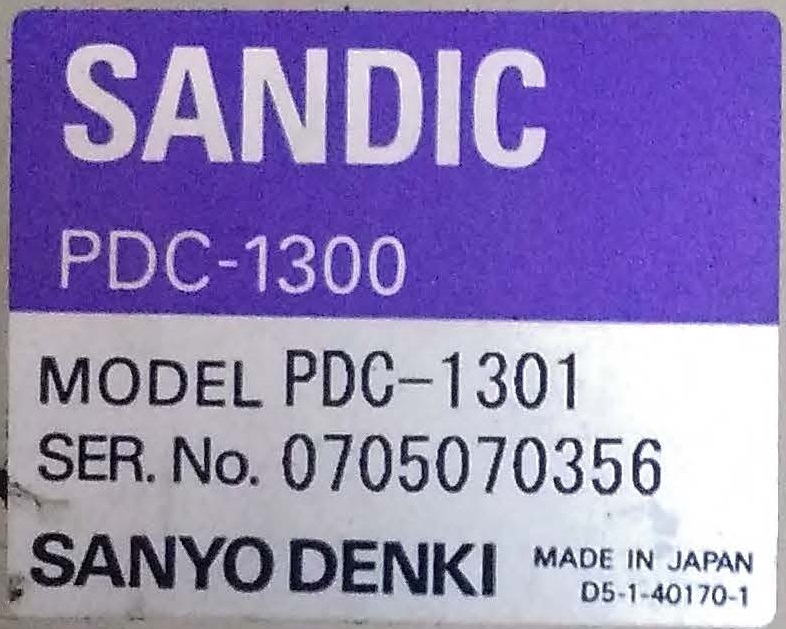 SANDIC
PDC-1300
MODEL PDC-1301
SER. No. 0705070356
SANYO DENKI MADE IN JAPAN
D5-1-40170-1